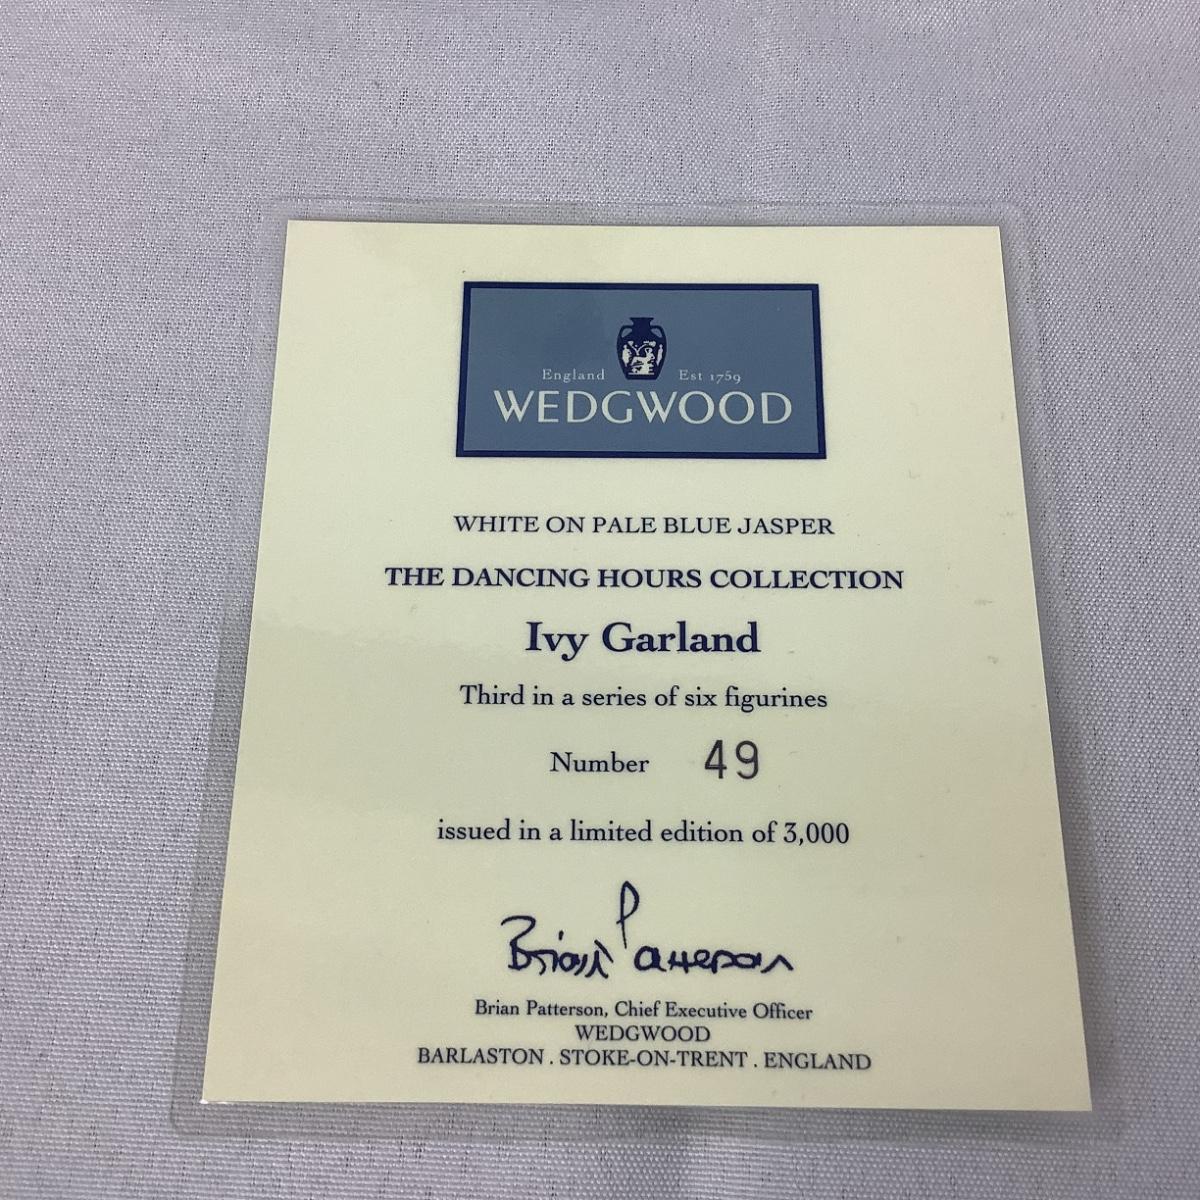 England Est 1759
WEDGWOOD
WHITE ON PALE BLUE JASPER
THE DANCING HOURS COLLECTION
Ivy Garland
Third in a series of six figurines
Number 49
issued in a limited edition of 3,000
Brian Patterson
Brian Patterson, Chief Executive Officer
WEDGWOOD
BARLASTON . STOKE-ON-TRENT . ENGLAND